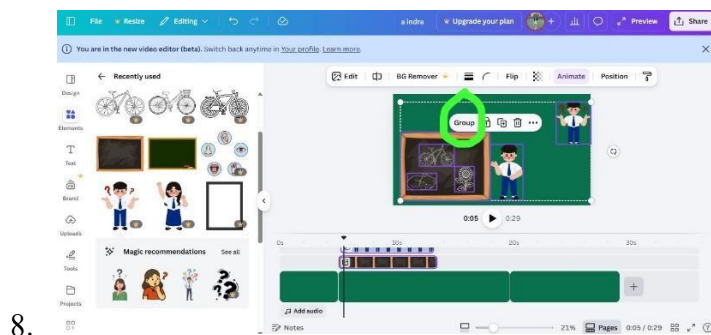 File Resize Editing a indra Upgrade your plan Preview Share
You are in the new video editor (beta). Switch back anytime in Your profile. Learn more.
Design
Recently used
Edit BG Remover Flip Animate Position
Elements
Group
Text
Brand
Uploads
0:05 0:29
Tools
Magic recommendations See all
0s 10s 20s 30s
Projects
Add audio
Notes 21% Pages 0:05 / 0:29
8.